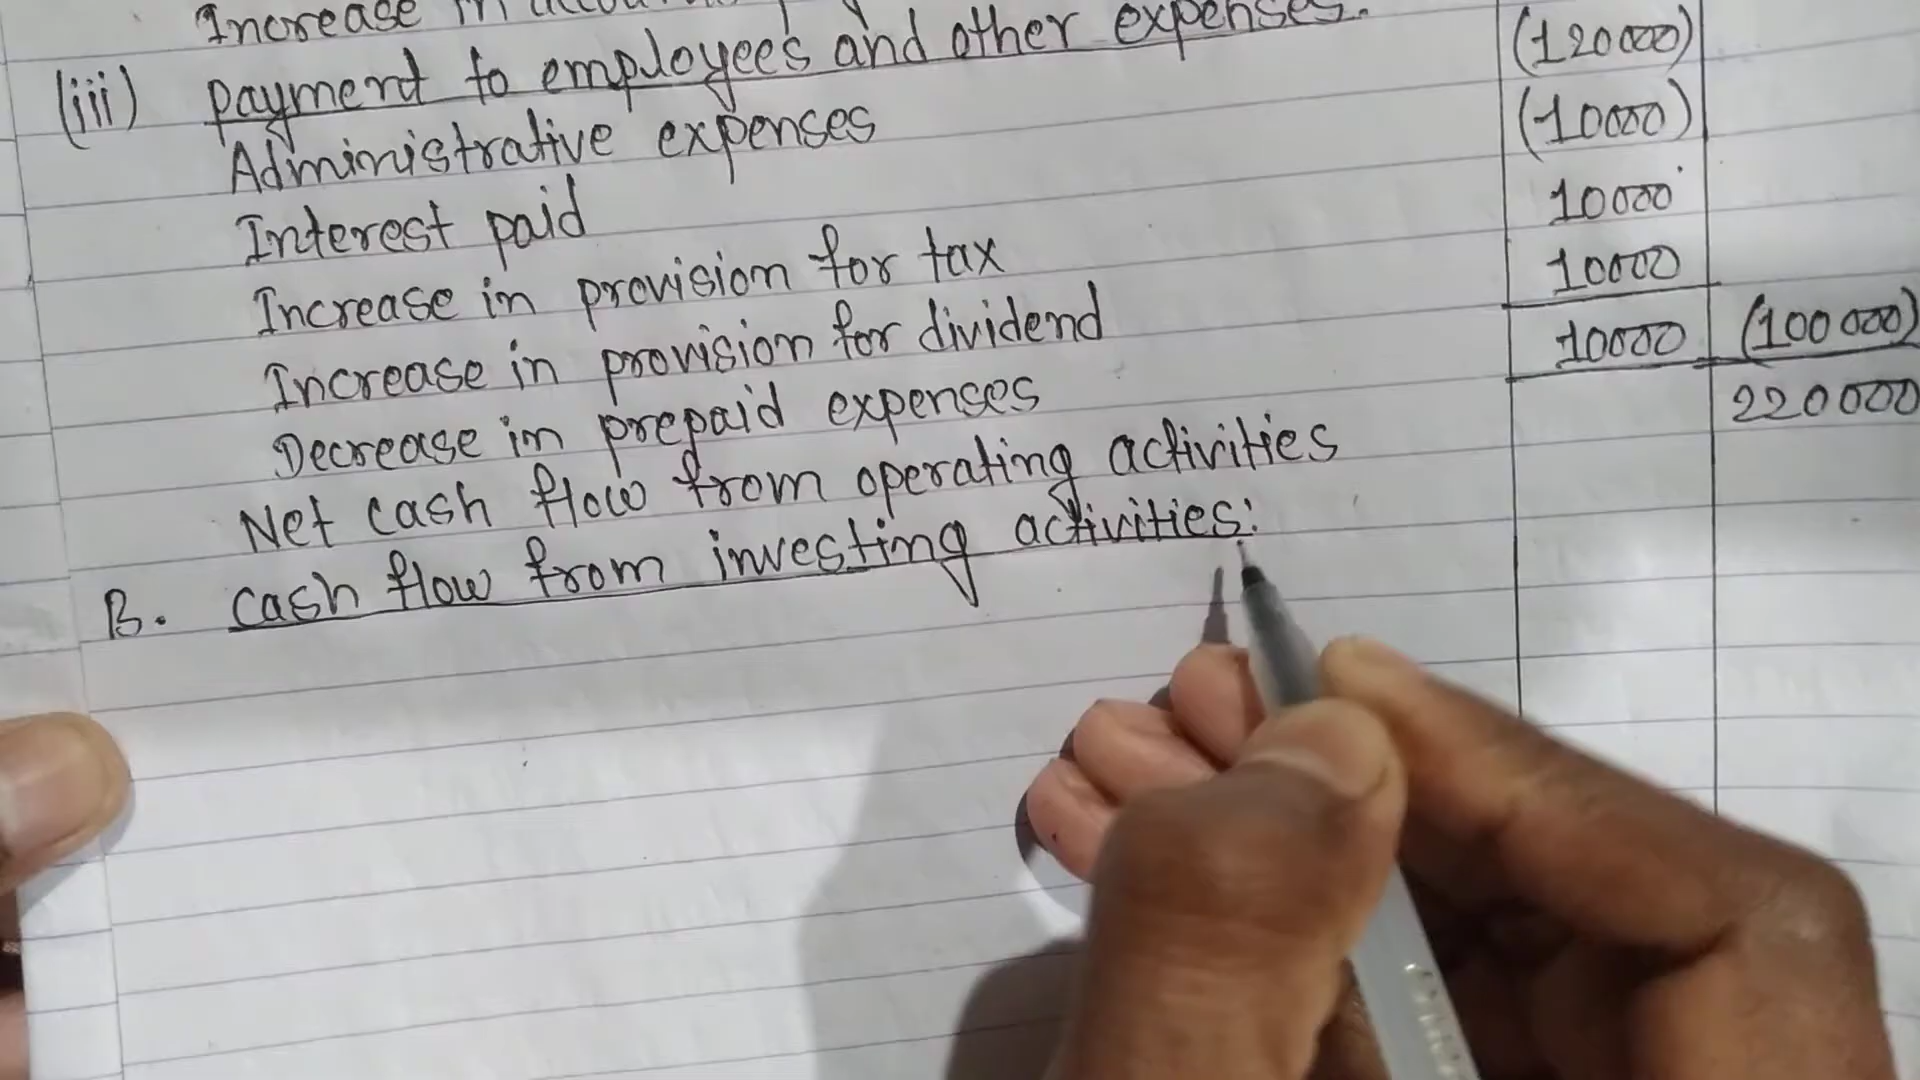 Increase in
(iii) payment to employees and other expenses.
Administrative expenses (120000)
Interest paid (10000)
Increase in provision for tax 10000
Increase in provision for dividend 10000
Decrease in prepaid expenses 10000 (100000)
Net cash flow from operating activities 220000
B. cash flow from investing activities: